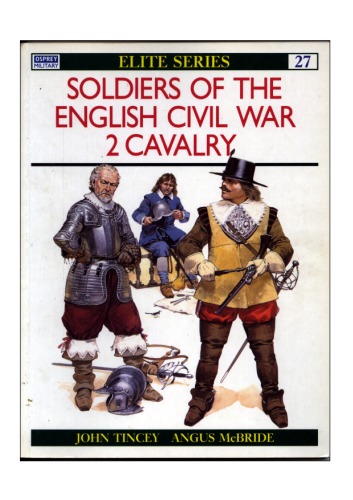 OSPREY
MILITARY
ELITE SERIES
27
SOLDIERS OF THE
ENGLISH CIVIL WAR
2 CAVALRY
JOHN TINCEY ANGUS McBRIDE